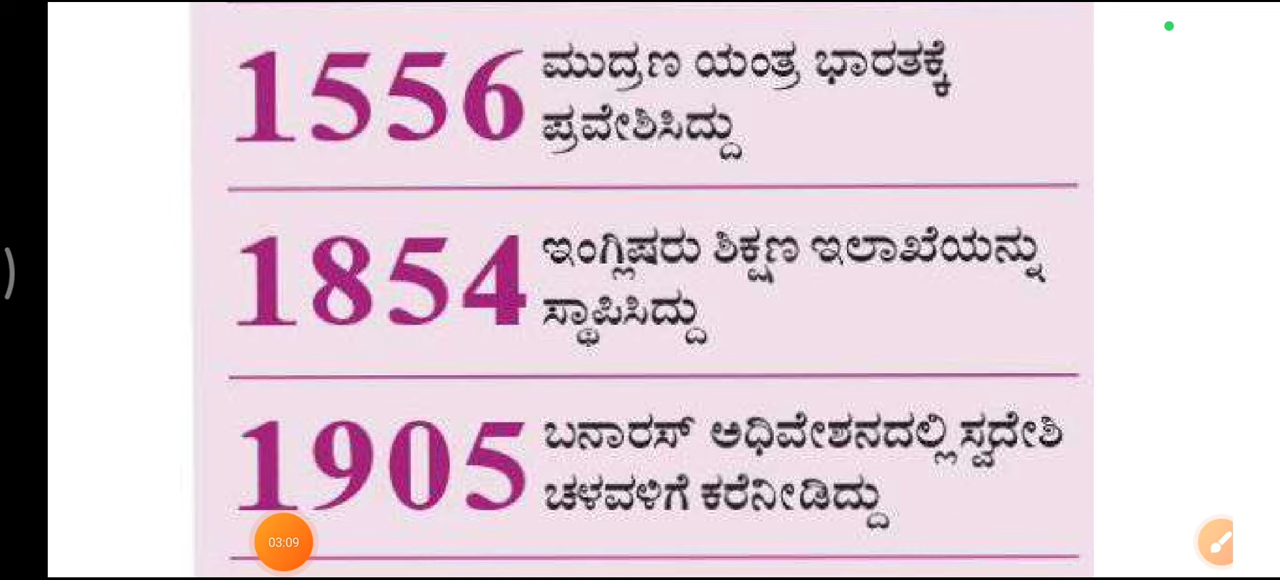 1556 ಮುದ್ರಣ ಯಂತ್ರ ಭಾರತಕ್ಕೆ
ಪ್ರವೇಶಿಸಿದ್ದು
1854 ಇಂಗ್ಲಿಷರು ಶಿಕ್ಷಣ ಇಲಾಖೆಯನ್ನು
ಸ್ಥಾಪಿಸಿದ್ದು
1905 ಬನಾರಸ್ ಅಧಿವೇಶನದಲ್ಲಿ ಸ್ವದೇಶಿ
ಚಳವಳಿಗೆ ಕರೆನೀಡಿದ್ದು
03:09